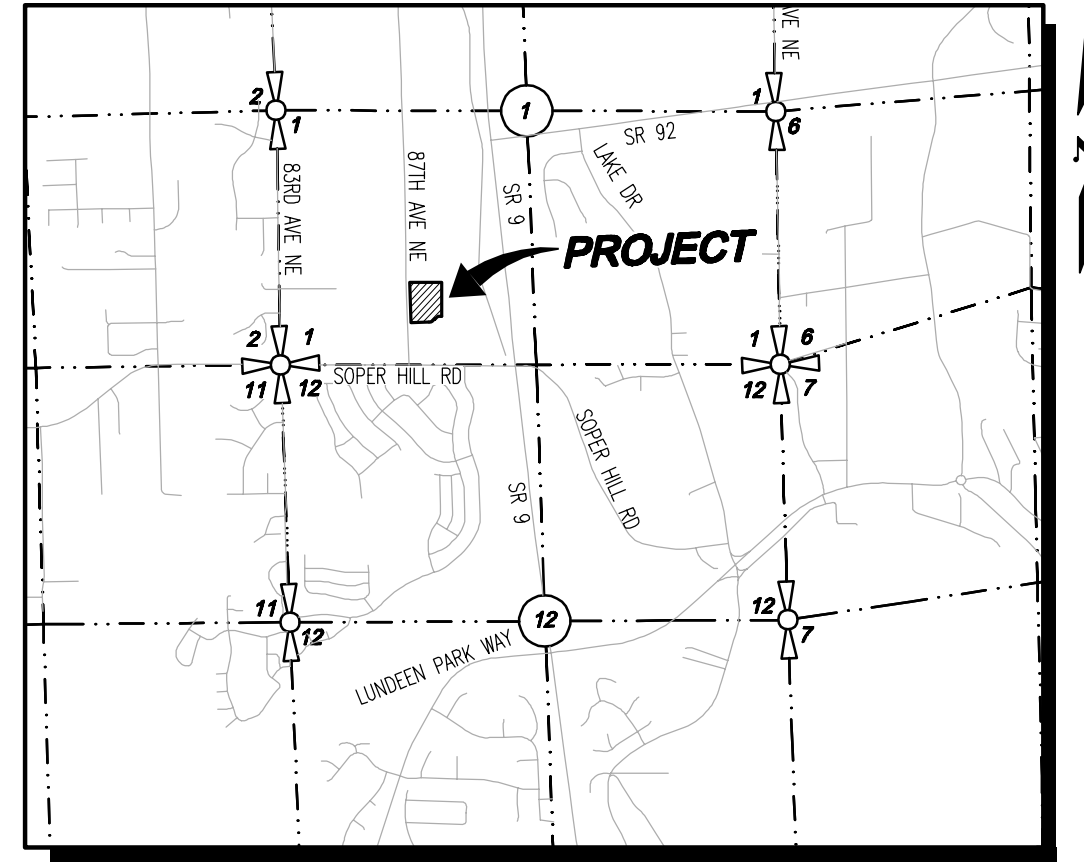 AVE NE
2
1
1
1
6
SR 92
LAKE DR
87TH AVE NE
83RD AVE NE
SR 9
PROJECT
2 1
11 12
1 6
12 7
SOPER HILL RD
SOPER HILL RD
SR 9
11
12
12
12
7
LUNDEEN PARK WAY